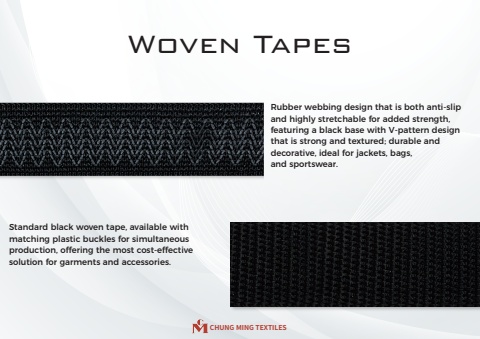 WOVEN TAPES
Rubber webbing design that is both anti-slip
and highly stretchable for added strength,
featuring a black base with V-pattern design
that is strong and textured; durable and
decorative, ideal for jackets, bags,
and sportswear.
Standard black woven tape, available with
matching plastic buckles for simultaneous
production, offering the most cost-effective
solution for garments and accessories.
CHUNG MING TEXTILES